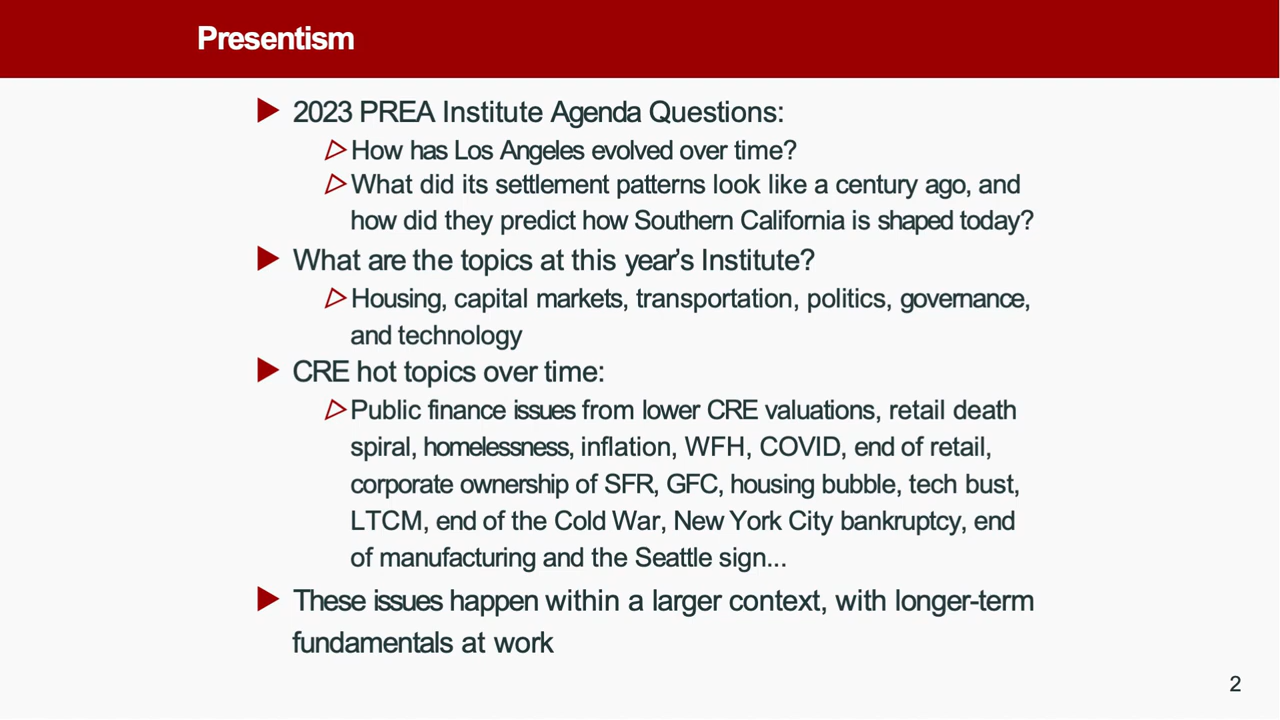 Presentism
2023 PREA Institute Agenda Questions:
How has Los Angeles evolved over time?
What did its settlement patterns look like a century ago, and
how did they predict how Southern California is shaped today?
What are the topics at this year’s Institute?
Housing, capital markets, transportation, politics, governance,
and technology
CRE hot topics over time:
Public finance issues from lower CRE valuations, retail death
spiral, homelessness, inflation, WFH, COVID, end of retail,
corporate ownership of SFR, GFC, housing bubble, tech bust,
LTCM, end of the Cold War, New York City bankruptcy, end
of manufacturing and the Seattle sign...
These issues happen within a larger context, with longer-term
fundamentals at work
2